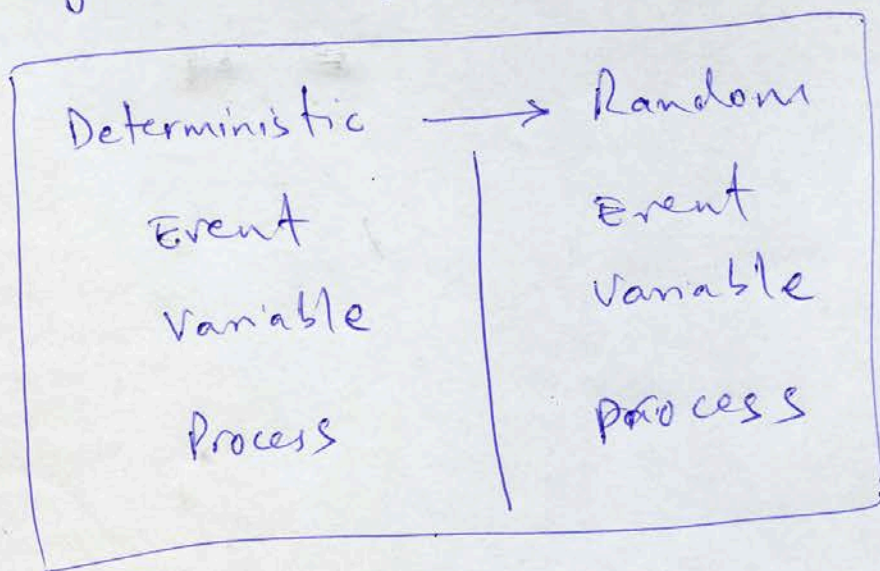 Deterministic → Random
Event Event
Variable Variable
Process process